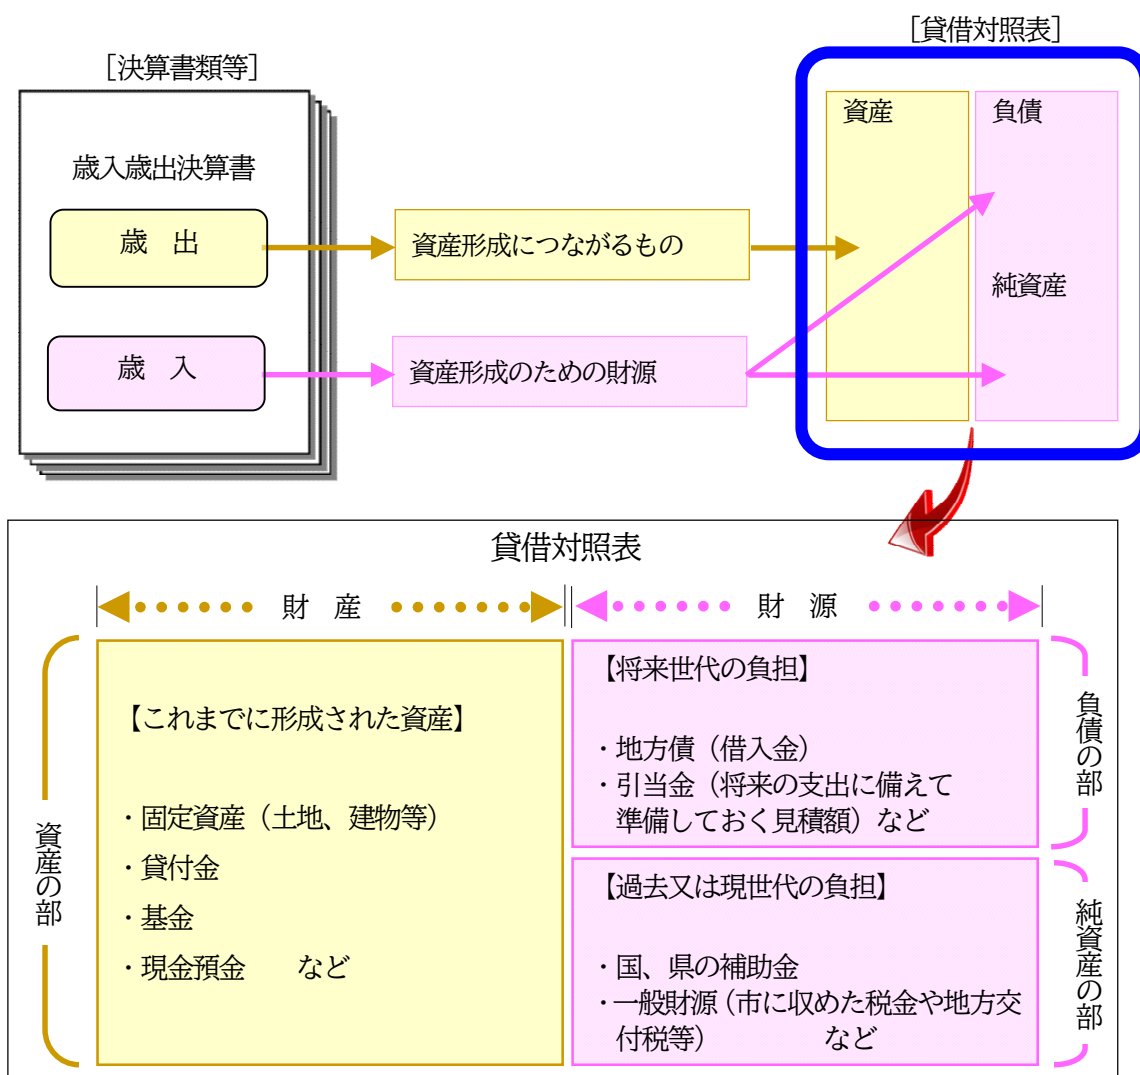 ［貸借対照表］
［決算書類等］
資産
負債
歳入歳出決算書
歳　出
資産形成につながるもの
純資産
歳　入
資産形成のための財源
貸借対照表
財　産
財　源
資産の部
【これまでに形成された資産】
・固定資産（土地、建物等）
・貸付金
・基金
・現金預金　　など
【将来世代の負担】
・地方債（借入金）
・引当金（将来の支出に備えて
準備しておく見積額）など
負債の部
【過去又は現世代の負担】
・国、県の補助金
・一般財源（市に収めた税金や地方交
付税等）　　　　　など
純資産の部